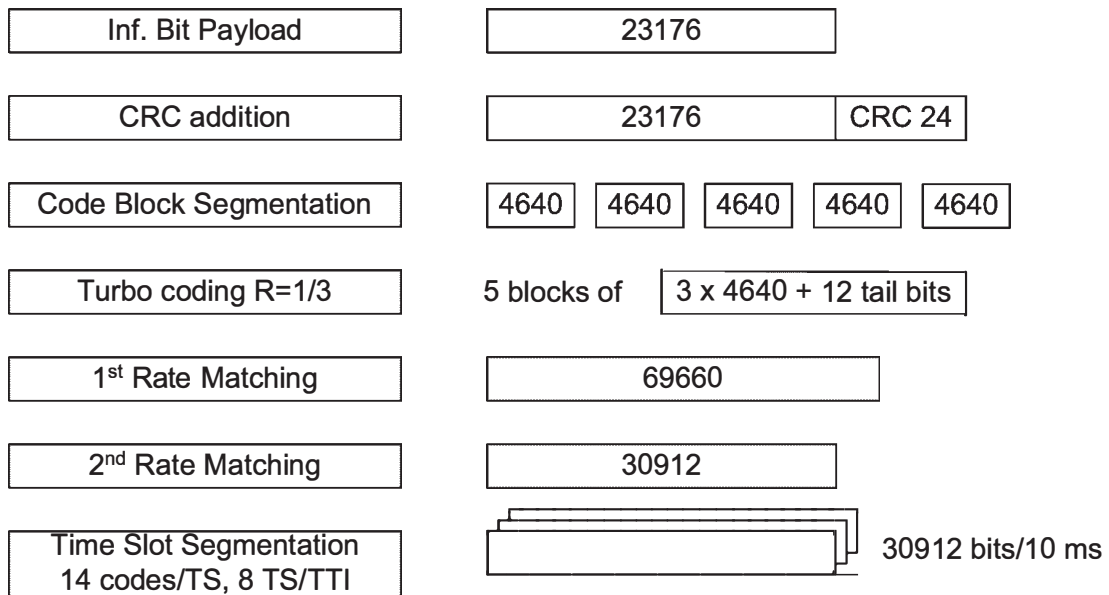 Inf. Bit Payload
23176
CRC addition
23176
CRC 24
Code Block Segmentation
4640
4640
4640
4640
4640
Turbo coding R=1/3
5 blocks of
3 x 4640 + 12 tail bits
1st Rate Matching
69660
2nd Rate Matching
30912
Time Slot Segmentation
14 codes/TS, 8 TS/TTI
30912 bits/10 ms